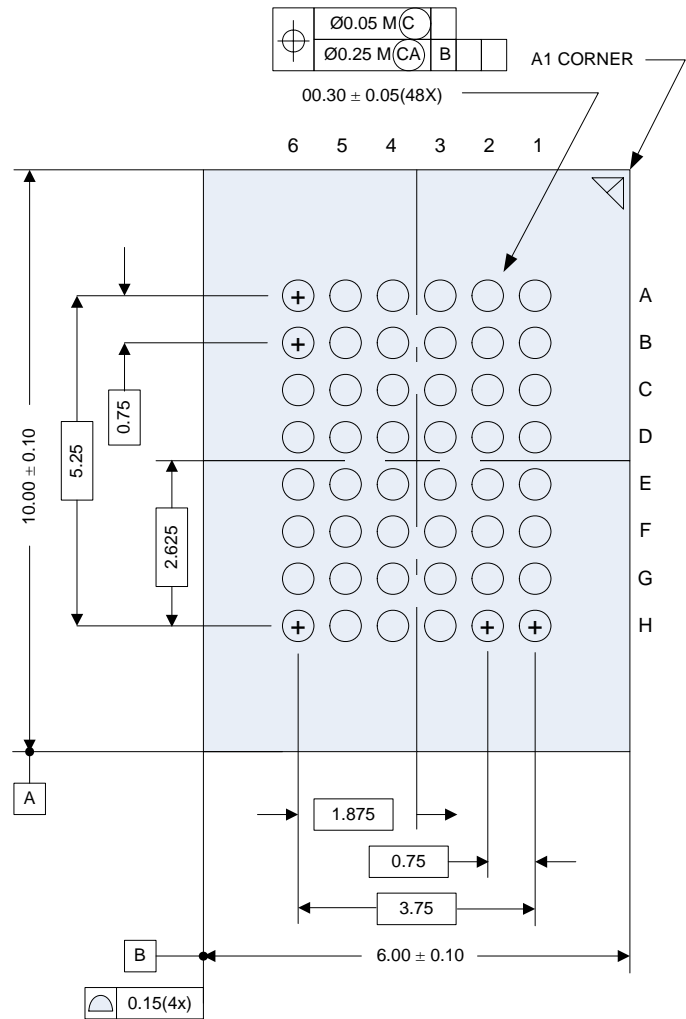 Ø0.05 M C
Ø0.25 M CA B
A1 CORNER
00.30 ± 0.05(48X)
6 5 4 3 2 1
A
B
C
D
E
F
G
H
10.00 ± 0.10
5.25
0.75
2.625
A
1.875
0.75
3.75
B
6.00 ± 0.10
0.15(4x)